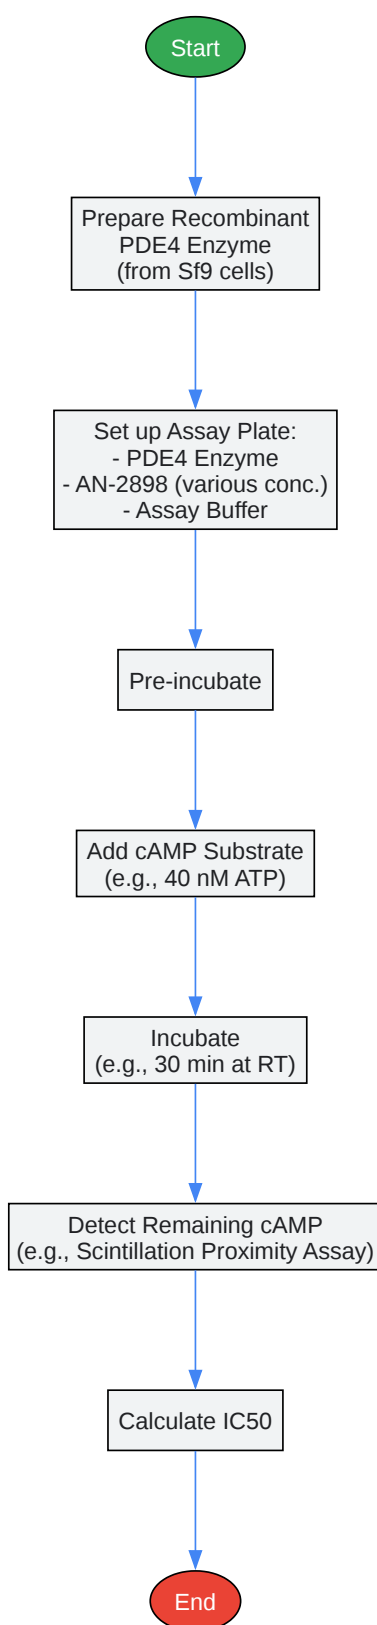 Start
Prepare Recombinant
PDE4 Enzyme
(from Sf9 cells)
Set up Assay Plate:
- PDE4 Enzyme
- AN-2898 (various conc.)
- Assay Buffer
Pre-incubate
Add cAMP Substrate
(e.g., 40 nM ATP)
Incubate
(e.g., 30 min at RT)
Detect Remaining cAMP
(e.g., Scintillation Proximity Assay)
Calculate IC50
End